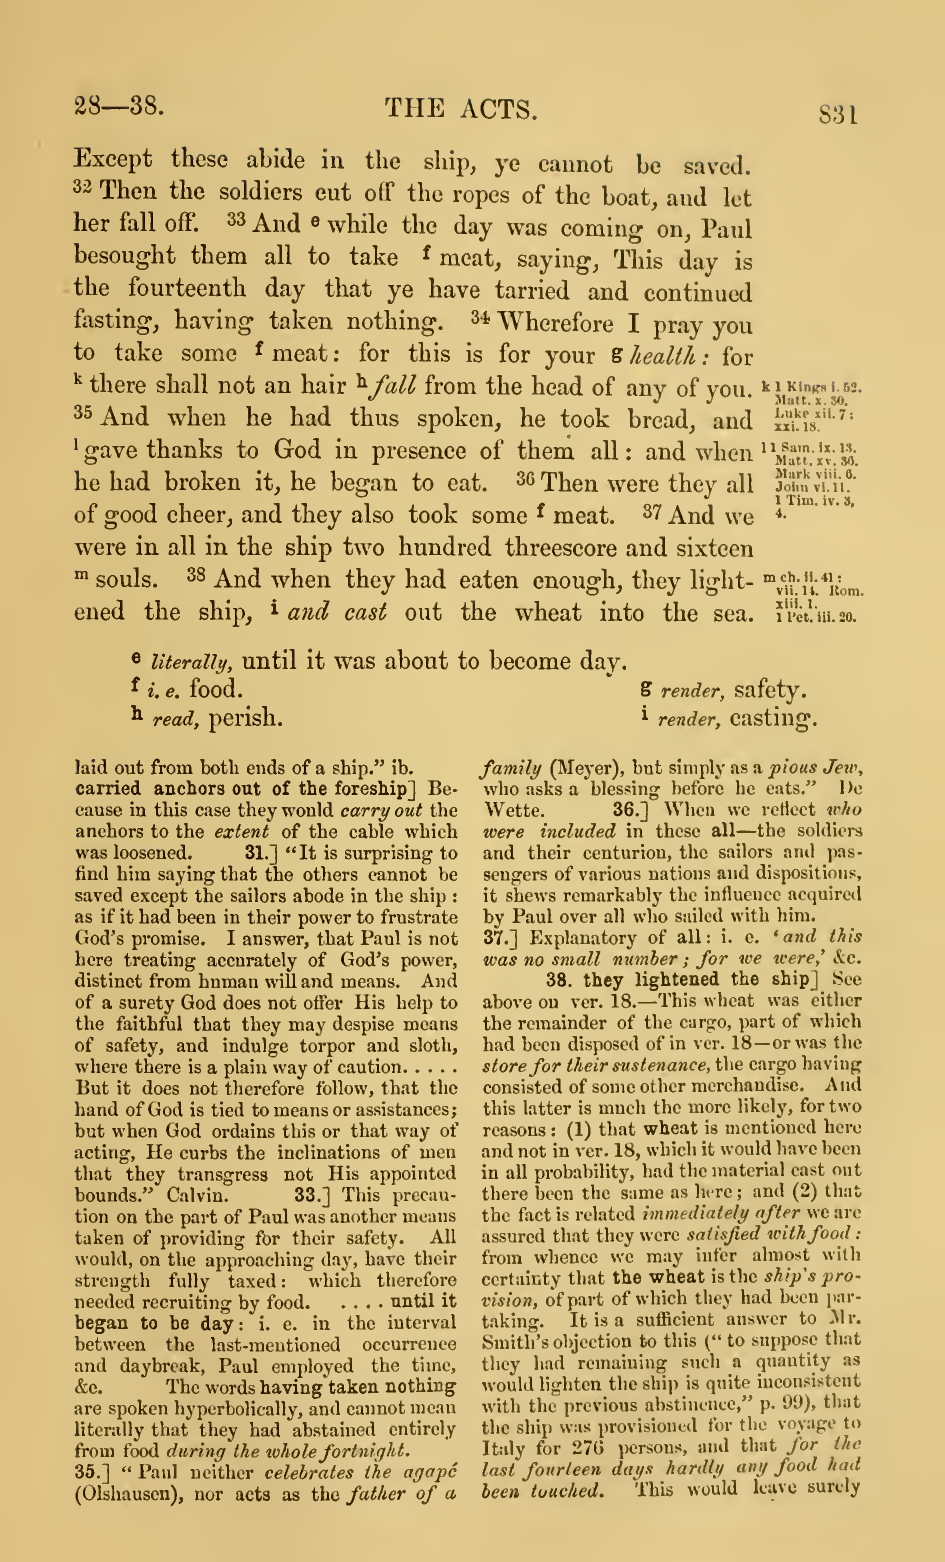 28—38. THE ACTS. 831
Except these abide in the ship, ye cannot be saved.
32 Then the soldiers cut off the ropes of the boat, and let
her fall off. 33 And e while the day was coming on, Paul
besought them all to take f meat, saying, This day is
the fourteenth day that ye have tarried and continued
fasting, having taken nothing. 34 Wherefore I pray you
to take some f meat: for this is for your g health: for
k there shall not an hair h fall from the head of any of you.
35 And when he had thus spoken, he took bread, and
l gave thanks to God in presence of them all: and when
he had broken it, he began to eat. 36 Then were they all
of good cheer, and they also took some f meat. 37 And we
were in all in the ship two hundred threescore and sixteen
m souls. 38 And when they had eaten enough, they light-
ened the ship, i and cast out the wheat into the sea.
k 1 Kings i. 52.
Matt. x. 30.
Luke xii. 7:
xxi. 18.
l 1 Sam. ix. 13.
Matt. xv. 36.
Mark viii. 6.
John vi. 11.
1 Tim. iv. 3,
4.
m ch. ii. 41:
vii. 14. Rom.
xiii. 1.
1 Pet. iii. 20.
e literally, until it was about to become day.
f i. e. food.
g render, safety.
h read, perish.
i render, casting.
laid out from both ends of a ship.” ib.
carried anchors out of the foreship] Be-
cause in this case they would carry out the
anchors to the extent of the cable which
was loosened. 31.] “It is surprising to
find him saying that the others cannot be
saved except the sailors abode in the ship:
as if it had been in their power to frustrate
God's promise. I answer, that Paul is not
here treating accurately of God's power,
distinct from human will and means. And
of a surety God does not offer His help to
the faithful that they may despise means
of safety, and indulge torpor and sloth,
where there is a plain way of caution. . . . .
But it does not therefore follow, that the
hand of God is tied to means or assistances;
but when God ordains this or that way of
acting, He curbs the inclinations of men
that they transgress not His appointed
bounds.” Calvin. 33.] This precau-
tion on the part of Paul was another means
taken of providing for their safety. All
would, on the approaching day, have their
strength fully taxed: which therefore
needed recruiting by food. . . . . until it
began to be day: i. e. in the interval
between the last-mentioned occurrence
and daybreak, Paul employed the time,
&c. The words having taken nothing
are spoken hyperbolically, and cannot mean
literally that they had abstained entirely
from food during the whole fortnight.
35.] “Paul neither celebrates the agapé
(Olshausen), nor acts as the father of a
family (Meyer), but simply as a pious Jew,
who asks a blessing before he eats.” De
Wette. 36.] When we reflect who
were included in these all—the soldiers
and their centurion, the sailors and pas-
sengers of various nations and dispositions,
it shews remarkably the influence acquired
by Paul over all who sailed with him.
37.] Explanatory of all: i. e. ‘and this
was no small number; for we were,’ &c.
38. they lightened the ship] See
above on ver. 18.—This wheat was either
the remainder of the cargo, part of which
had been disposed of in ver. 18—or was the
store for their sustenance, the cargo having
consisted of some other merchandise. And
this latter is much the more likely, for two
reasons: (1) that wheat is mentioned here
and not in ver. 18, which it would have been
in all probability, had the material cast out
there been the same as here; and (2) that
the fact is related immediately after we are
assured that they were satisfied with food:
from whence we may infer almost with
certainty that the wheat is the ship's pro-
vision, of part of which they had been par-
taking. It is a sufficient answer to Mr.
Smith's objection to this (“to suppose that
they had remaining such a quantity as
would lighten the ship is quite inconsistent
with the previous abstinence,” p. 99), that
the ship was provisioned for the voyage to
Italy for 276 persons, and that for the
last fourteen days hardly any food had
been touched. This would leave surely